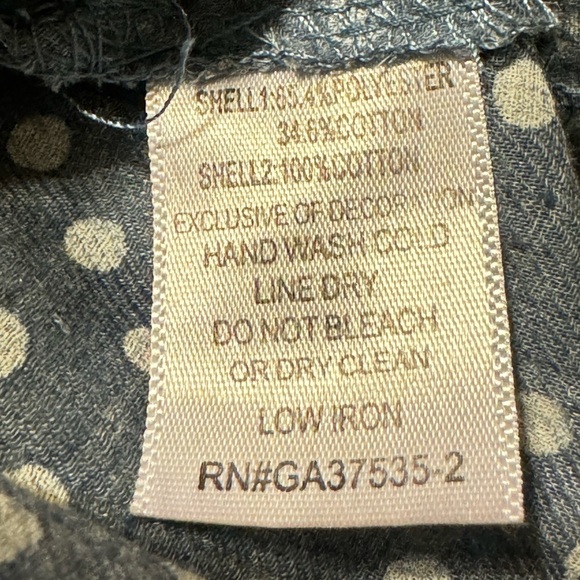 SHELL1:65.4%POLYESTER
34.6%COTTON
SHELL2:100%COTTON
EXCLUSIVE OF DECORATION
HAND WASH COLD
LINE DRY
DO NOT BLEACH
OR DRY CLEAN
LOW IRON
RN#GA37535-2